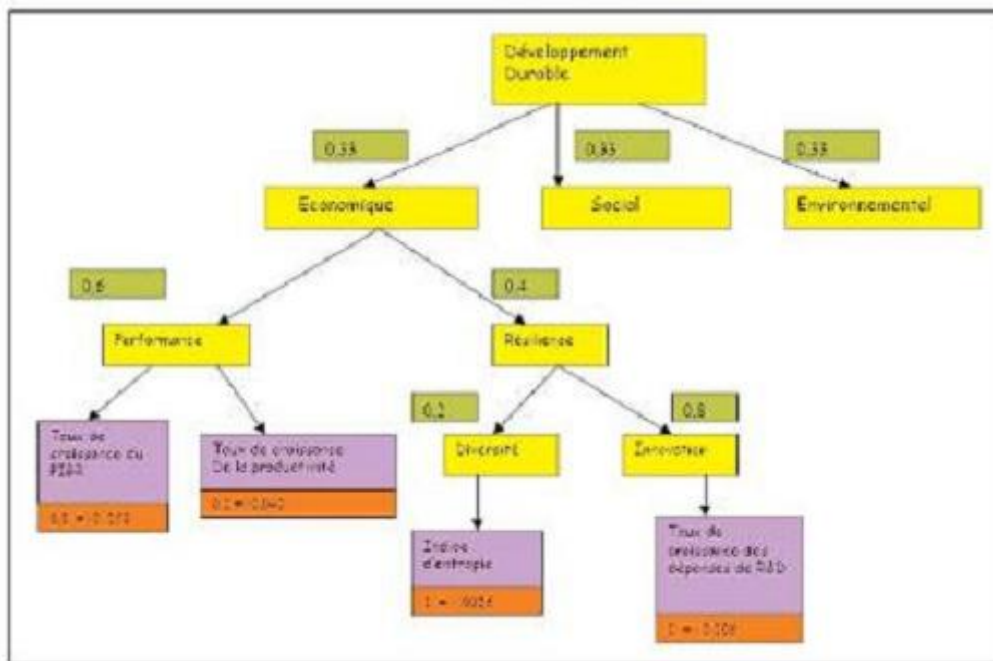 Développement
Durable
0,33
0,33
0,33
Economique
Social
Environnemental
0,6
0,4
Performance
Résilience
0,2
0,8
Taux de
croissance du
Taux de croissance
De la productivité
Diversité
Innovation
Indice
d'entropie
Taux de
croissance des
dépenses de R&D